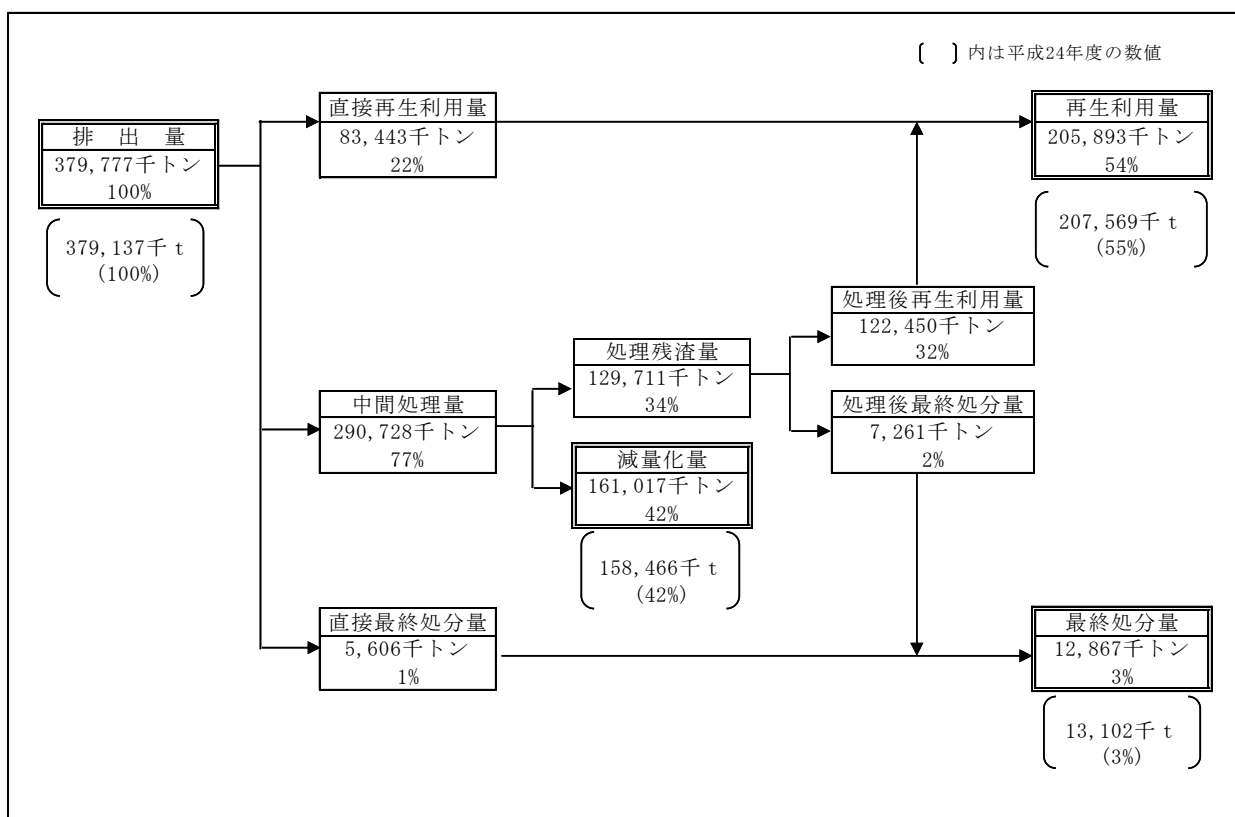 〔　〕内は平成24年度の数値
排　出　量
379,777千トン
100%
379,137千ｔ
(100%)
直接再生利用量
83,443千トン
22%
再生利用量
205,893千トン
54%
207,569千ｔ
(55%)
中間処理量
290,728千トン
77%
処理残渣量
129,711千トン
34%
減量化量
161,017千トン
42%
158,466千ｔ
(42%)
処理後再生利用量
122,450千トン
32%
処理後最終処分量
7,261千トン
2%
直接最終処分量
5,606千トン
1%
最終処分量
12,867千トン
3%
13,102千ｔ
(3%)